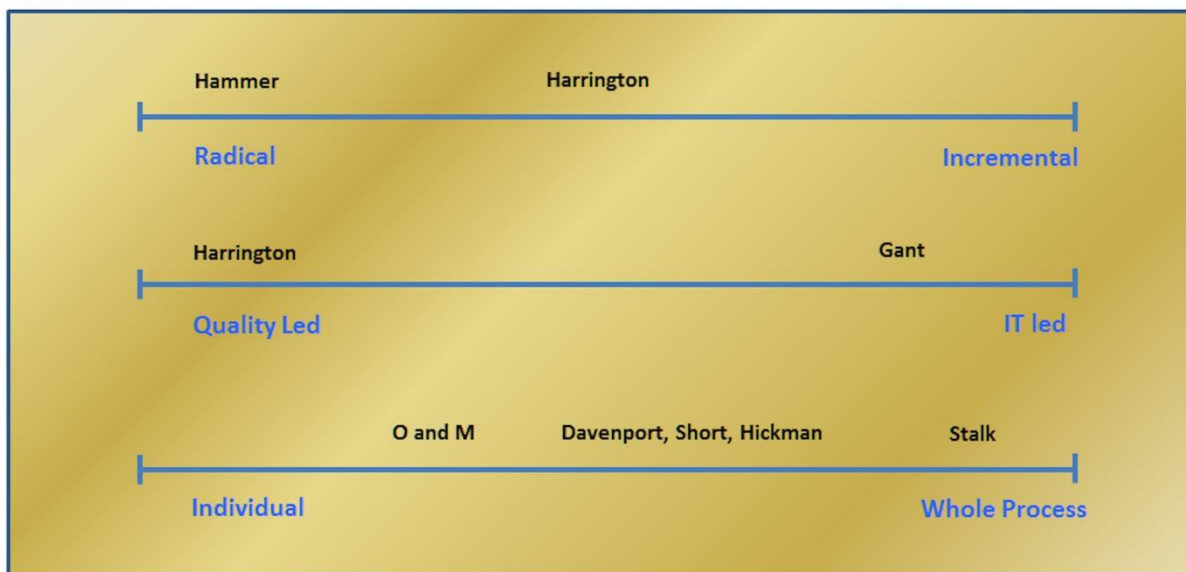 Hammer Harrington
Radical Incremental
Harrington Gant
Quality Led IT led
O and M Davenport, Short, Hickman Stalk
Individual Whole Process